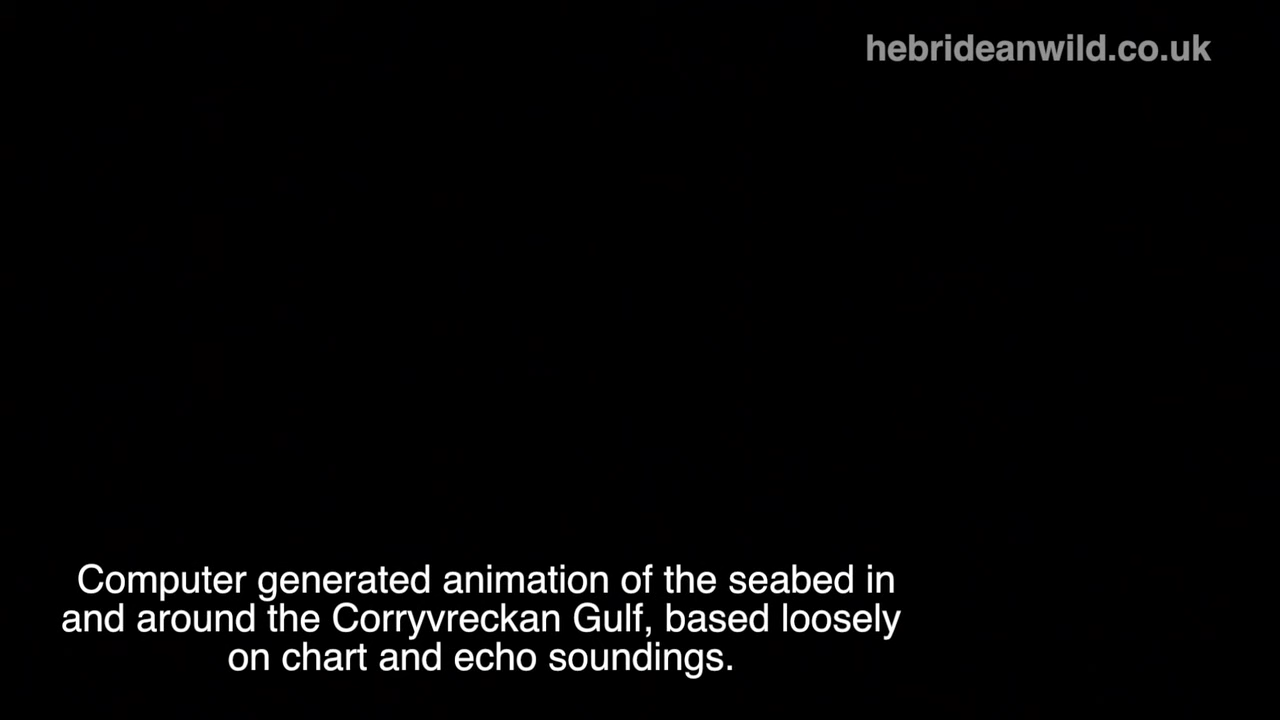 hebrideanwild.co.uk
Computer generated animation of the seabed in
and around the Corryvreckan Gulf, based loosely
on chart and echo soundings.